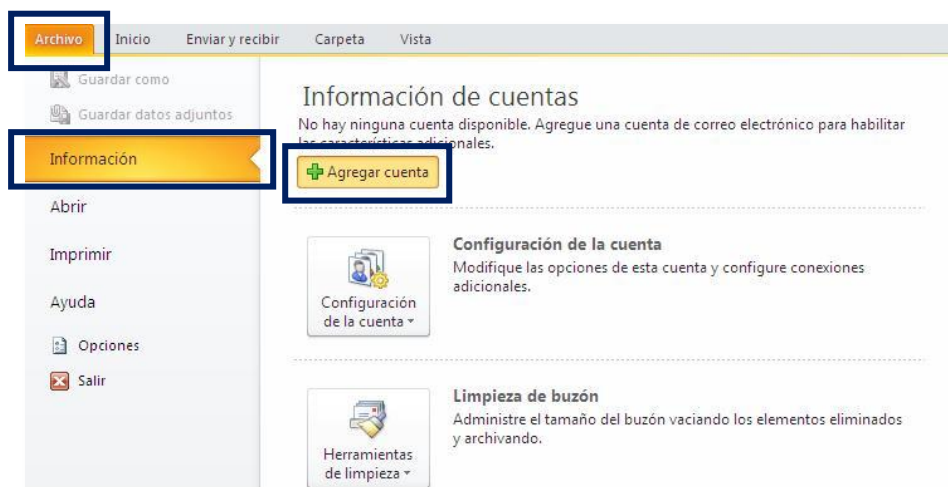 Archivo Inicio Enviar y recibir Carpeta Vista
Guardar como
Guardar datos adjuntos
Información
Abrir
Imprimir
Ayuda
Opciones
Salir
Información de cuentas
No hay ninguna cuenta disponible. Agregue una cuenta de correo electrónico para habilitar
las características adicionales.
Agregar cuenta
Configuración
de la cuenta
Configuración de la cuenta
Modifique las opciones de esta cuenta y configure conexiones
adicionales.
Herramientas
de limpieza
Limpieza de buzón
Administre el tamaño del buzón vaciando los elementos eliminados
y archivando.